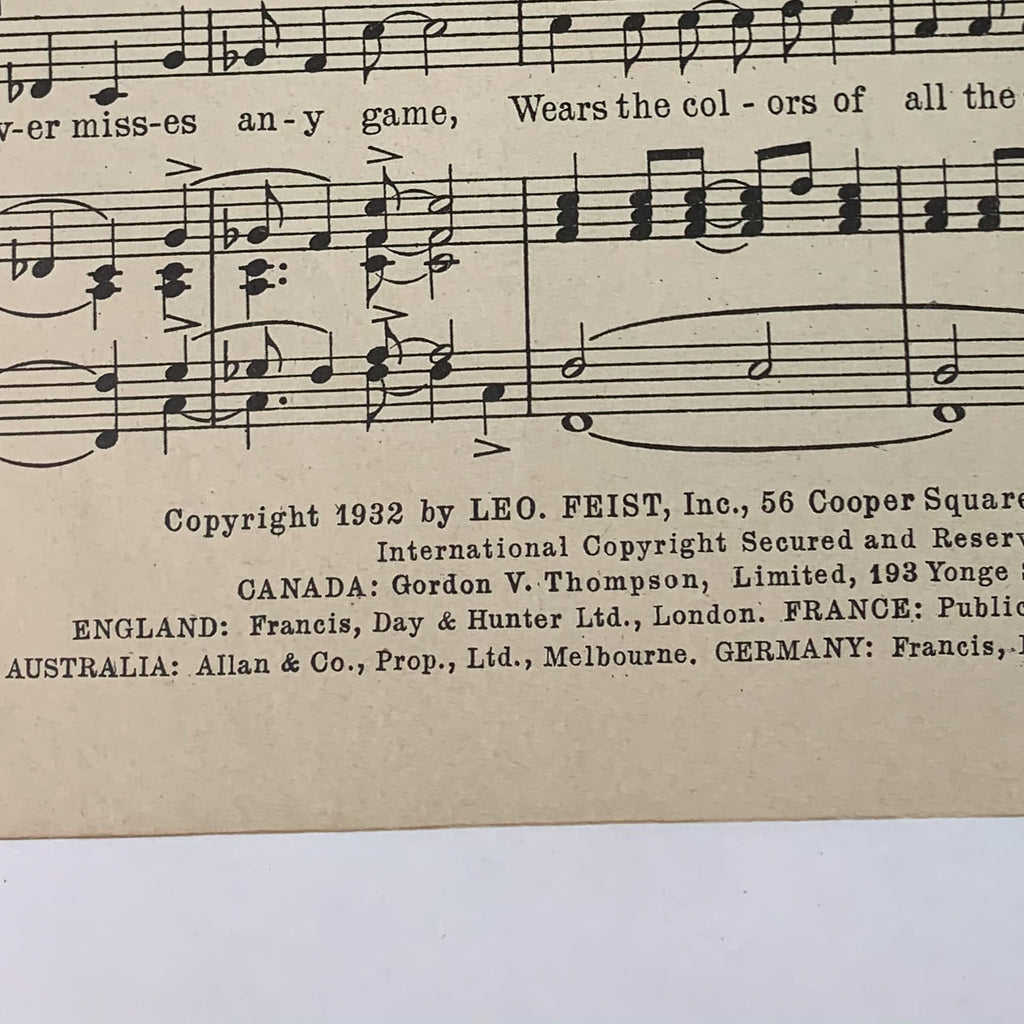 v-er miss-es an-y game, Wears the col-ors of all the
Copyright 1932 by LEO. FEIST, Inc., 56 Cooper Square
International Copyright Secured and Reserv
CANADA: Gordon V. Thompson, Limited, 193 Yonge
ENGLAND: Francis, Day & Hunter Ltd., London. FRANCE: Public
AUSTRALIA: Allan & Co., Prop., Ltd., Melbourne. GERMANY: Francis,